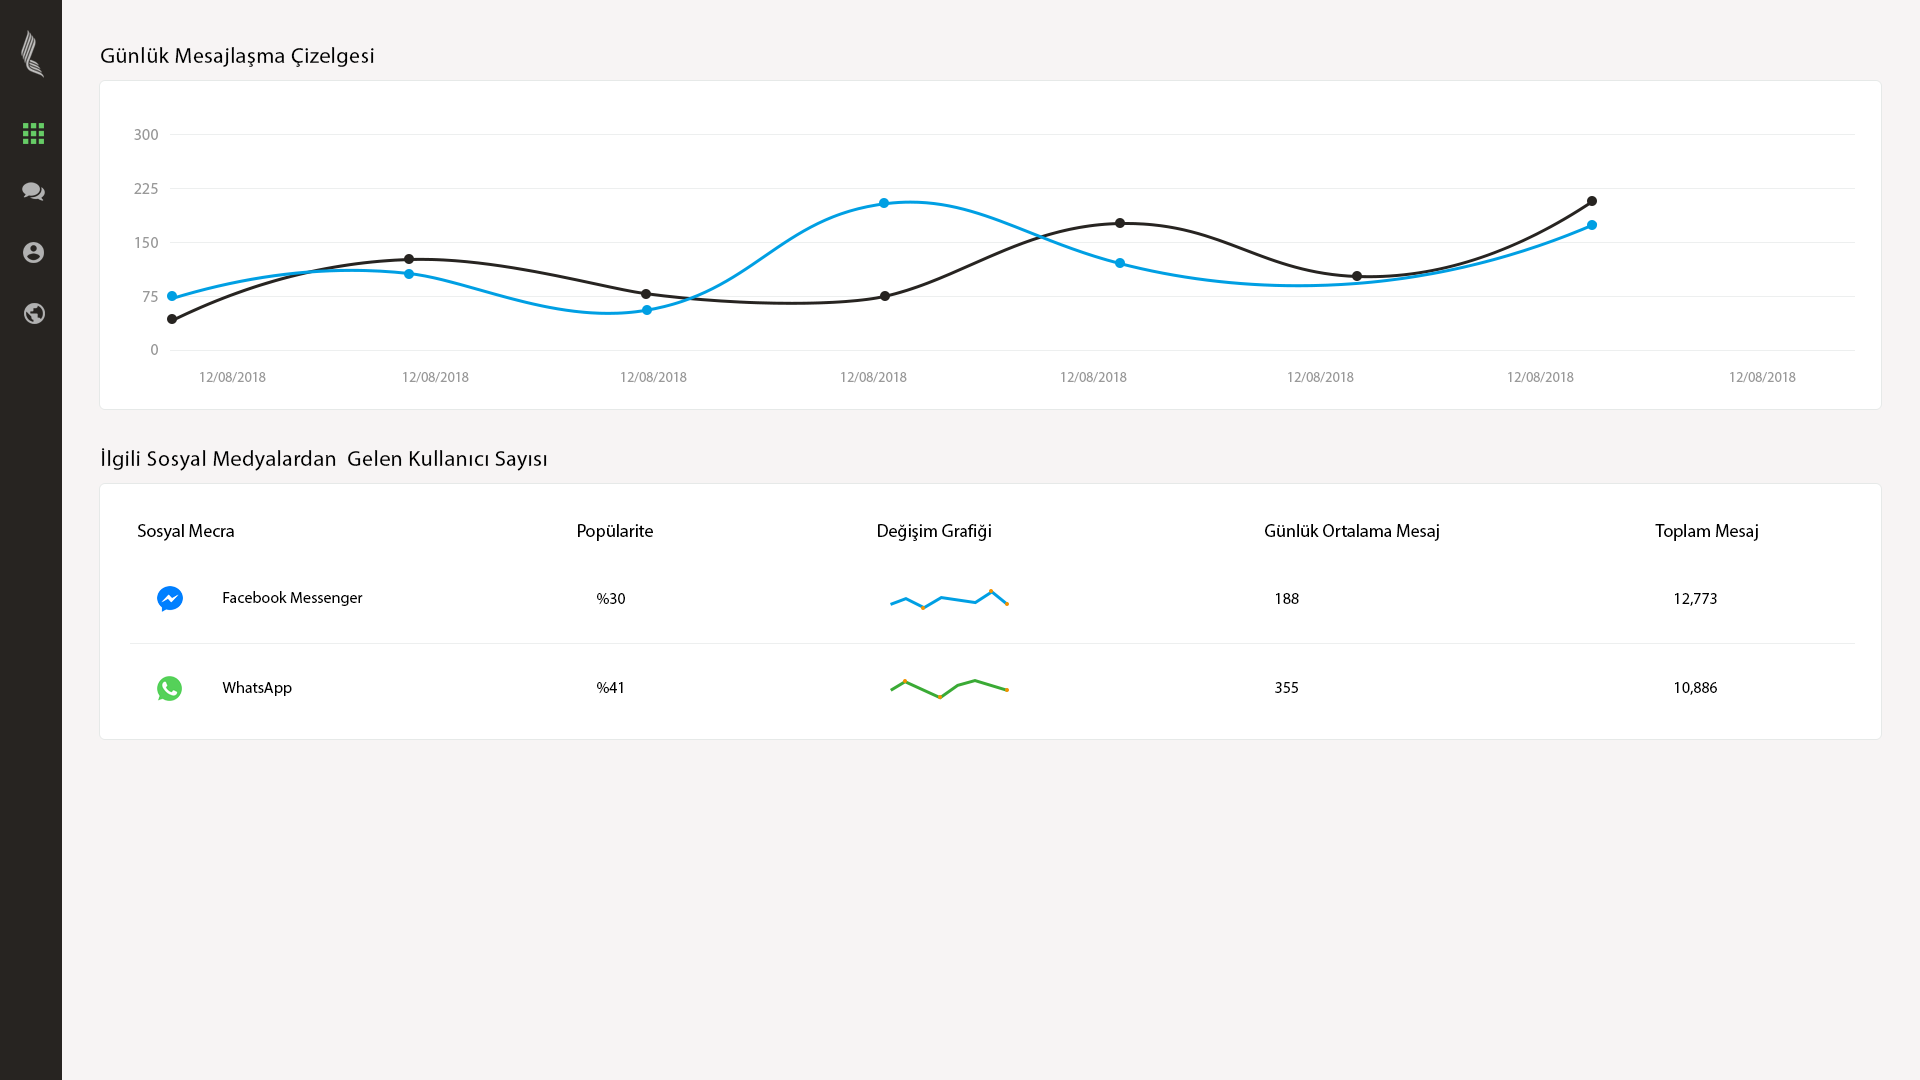 Günlük Mesajlaşma Çizelgesi
300
225
150
75
0
12/08/2018 12/08/2018 12/08/2018 12/08/2018 12/08/2018 12/08/2018 12/08/2018 12/08/2018
İlgili Sosyal Medyalardan Gelen Kullanıcı Sayısı
Sosyal Mecra Popülarite Değişim Grafiği Günlük Ortalama Mesaj Toplam Mesaj
Facebook Messenger %30 188 12,773
WhatsApp %41 355 10,886